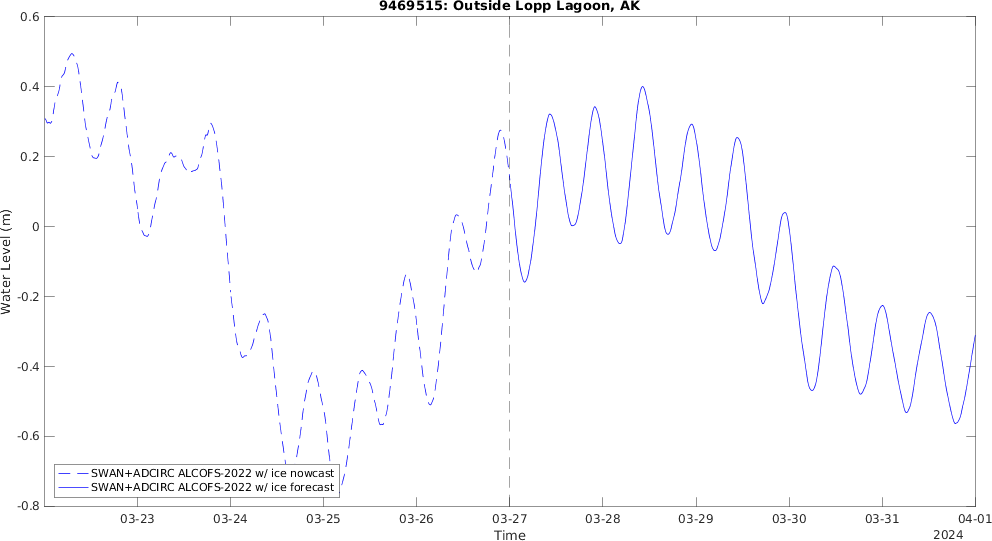 9469515: Outside Lopp Lagoon, AK
Water Level (m)
0.6
0.4
0.2
0
-0.2
-0.4
-0.6
-0.8
SWAN+ADCIRC ALCOFS-2022 w/ ice nowcast
SWAN+ADCIRC ALCOFS-2022 w/ ice forecast
03-23 03-24 03-25 03-26 03-27 03-28 03-29 03-30 03-31 04-01
Time
2024